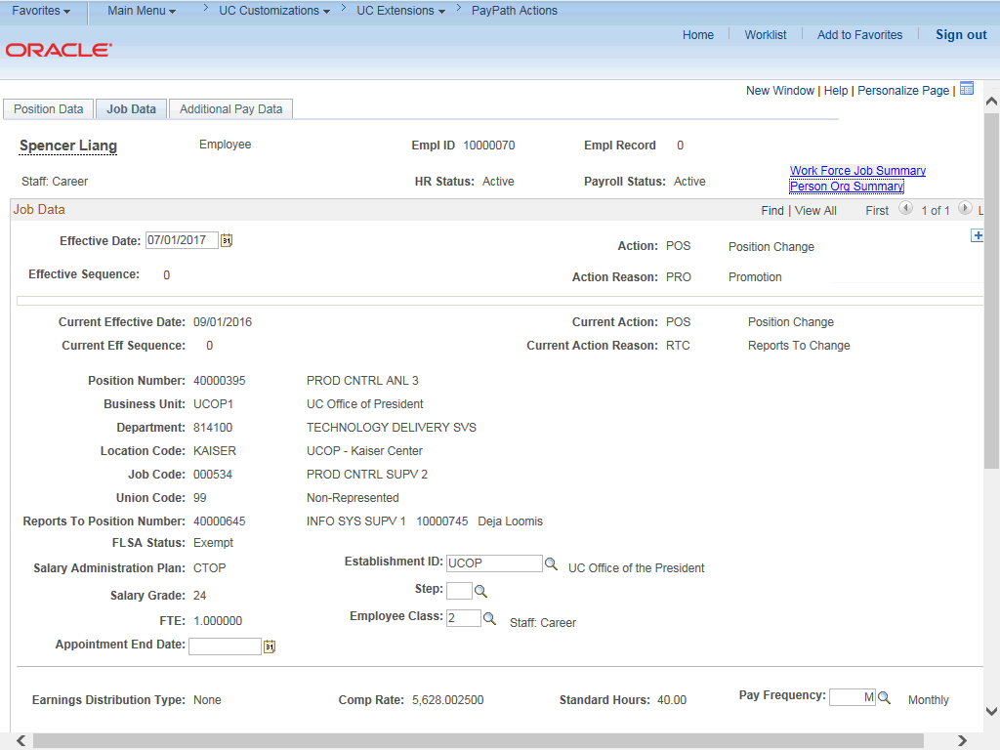 Favorites Main Menu > UC Customizations > UC Extensions > PayPath Actions
Home Worklist Add to Favorites Sign out
ORACLE
New Window | Help | Personalize Page |
Position Data Job Data Additional Pay Data
Spencer Liang Employee Empl ID 10000070 Empl Record 0
Work Force Job Summary
Staff: Career HR Status: Active Payroll Status: Active
Person Org Summary
Job Data Find | View All First 1 of 1 L
Effective Date: 07/01/2017 31 Action: POS Position Change
Effective Sequence: 0 Action Reason: PRO Promotion
Current Effective Date: 09/01/2016 Current Action: POS Position Change
Current Eff Sequence: 0 Current Action Reason: RTC Reports To Change
Position Number: 40000395 PROD CNTRL ANL 3
Business Unit: UCOP1 UC Office of President
Department: 814100 TECHNOLOGY DELIVERY SVS
Location Code: KAISER UCOP - Kaiser Center
Job Code: 000534 PROD CNTRL SUPV 2
Union Code: 99 Non-Represented
Reports To Position Number: 40000645 INFO SYS SUPV 1 10000745 Deja Loomis
FLSA Status: Exempt
Salary Administration Plan: CTOP Establishment ID: UCOP UC Office of the President
Salary Grade: 24 Step:
FTE: 1.000000 Employee Class: 2 Staff: Career
Appointment End Date: 31
Earnings Distribution Type: None Comp Rate: 5,628.002500 Standard Hours: 40.00 Pay Frequency: M Monthly